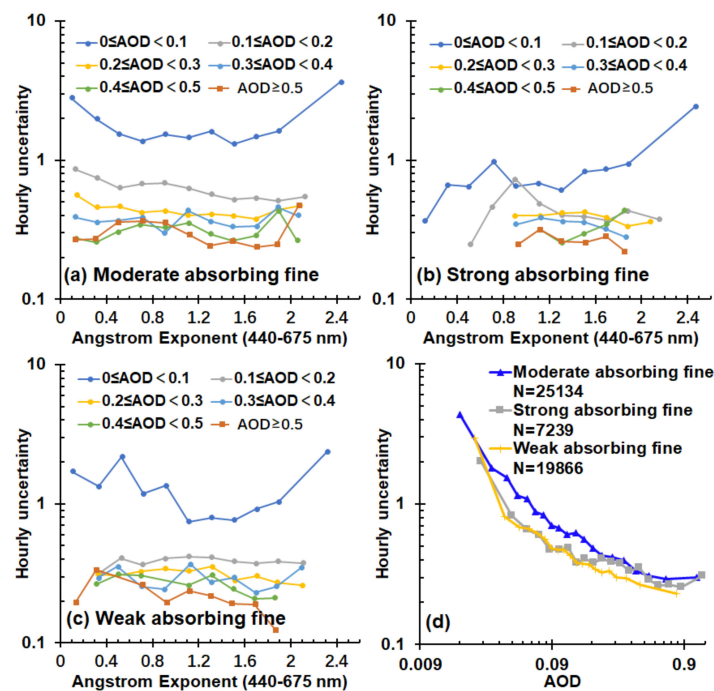 10
0≤AOD<0.1 0.1≤AOD<0.2
0.2≤AOD<0.3 0.3≤AOD<0.4
0.4≤AOD<0.5 AOD≥0.5
Hourly uncertainty
1
(a) Moderate absorbing fine
0.1
0 0.4 0.8 1.2 1.6 2 2.4
Angstrom Exponent (440-675 nm)
10
0≤AOD<0.1 0.1≤AOD<0.2
0.2≤AOD<0.3 0.3≤AOD<0.4
0.4≤AOD<0.5 AOD≥0.5
Hourly uncertainty
1
(b) Strong absorbing fine
0.1
0 0.4 0.8 1.2 1.6 2 2.4
Angstrom Exponent (440-675 nm)
10
0≤AOD<0.1 0.1≤AOD<0.2
0.2≤AOD<0.3 0.3≤AOD<0.4
0.4≤AOD<0.5 AOD≥0.5
Hourly uncertainty
1
(c) Weak absorbing fine
0.1
0 0.4 0.8 1.2 1.6 2 2.4
Angstrom Exponent (440-675 nm)
10
Moderate absorbing fine
N=25134
Strong absorbing fine
N=7239
Weak absorbing fine
N=19866
Hourly uncertainty
1
(d)
0.1
0.009 0.09 0.9
AOD